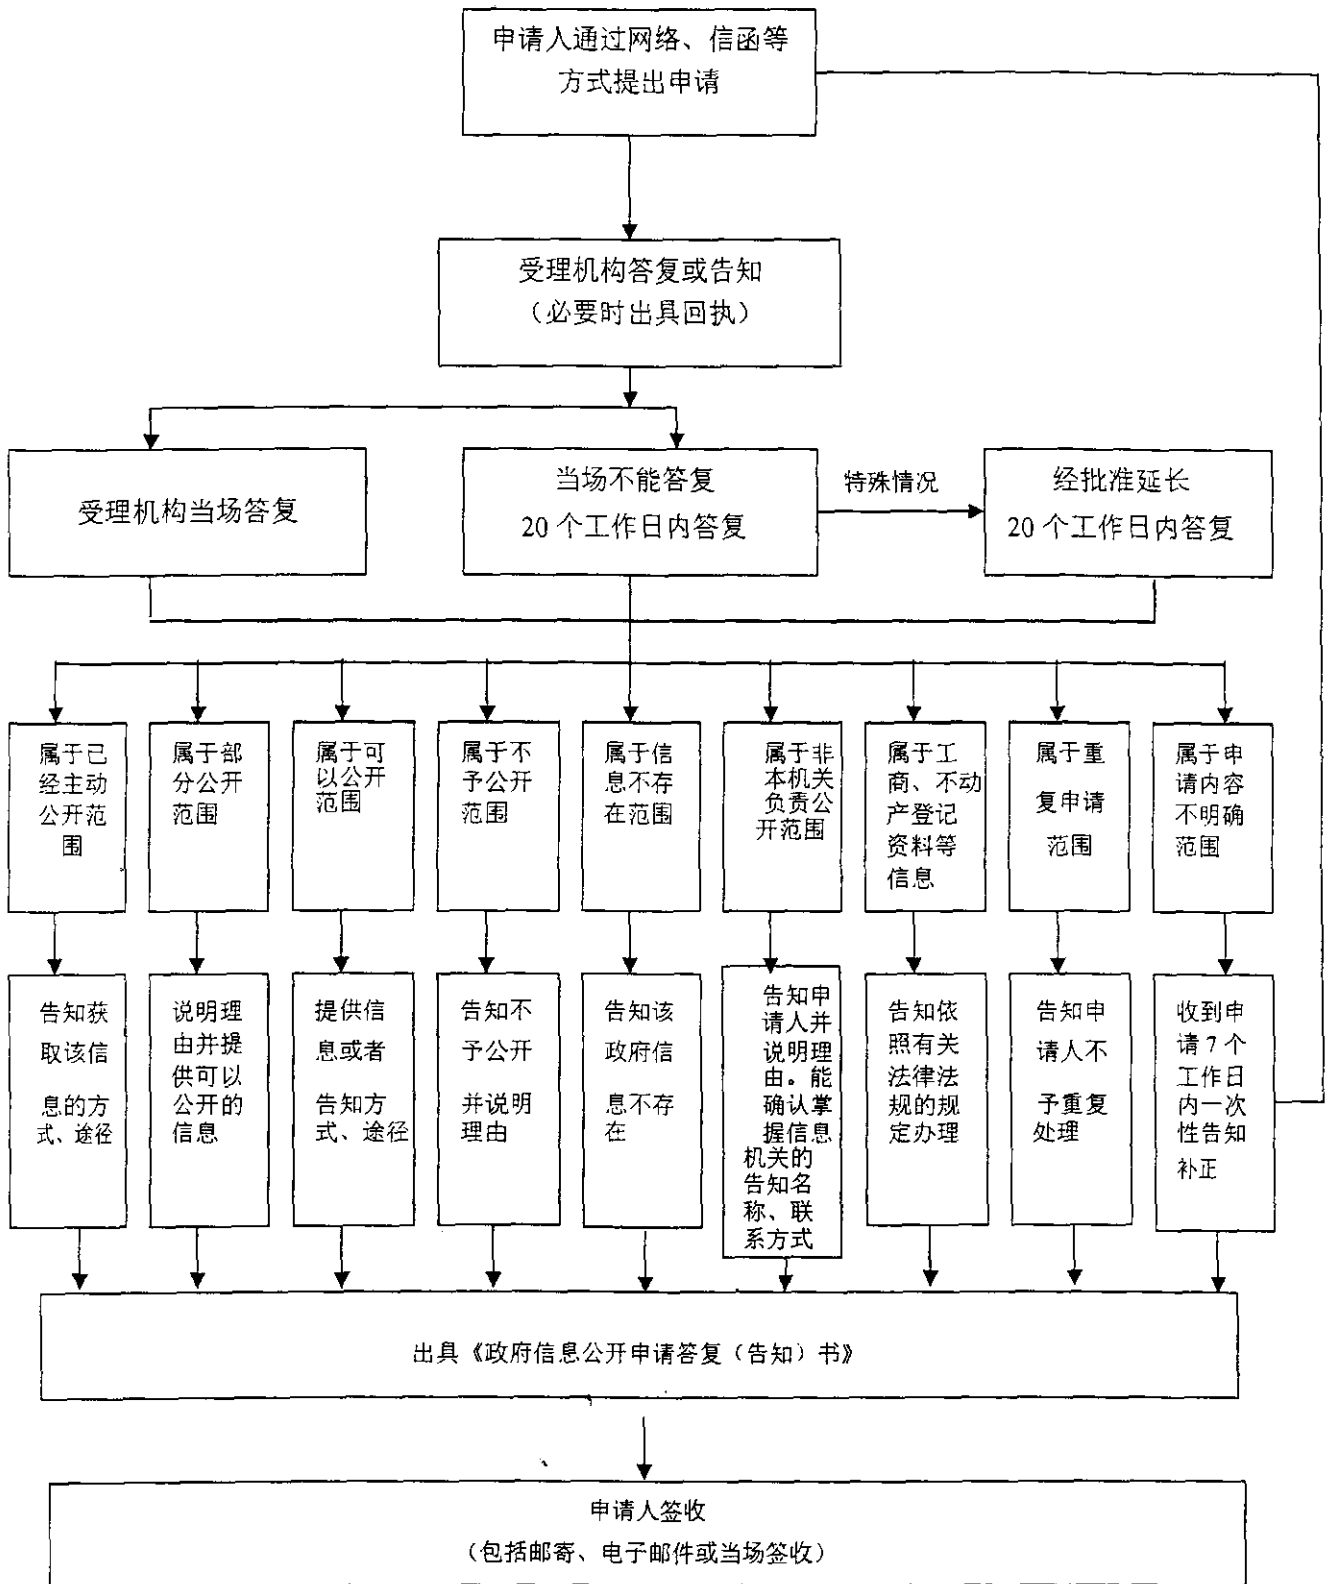 申请人通过网络、信函等
方式提出申请
受理机构答复或告知
（必要时出具回执）
受理机构当场答复
当场不能答复
20 个工作日内答复
特殊情况
经批准延长
20 个工作日内答复
属于已
经主动
公开范
围
属于部
分公开
范围
属于可
以公开
范围
属于不
予公开
范围
属于信
息不存
在范围
属于非
本机关
负责公
开范围
属于工
商、不动
产登记
资料等
信息
属于重
复申请
范围
属于申
请内容
不明确
范围
告知获
取该信
息的方
式、途径
说明理
由并提
供可以
公开的
信息
提供信
息或者
告知方
式、途径
告知不
予公开
并说明
理由
告知该
政府信
息不存
在
告知申
请人并
说明理
由。能
确认掌
握信息
机关的
告知名
称、联
系方式
告知依
照有关
法律法
规的规
定办理
告知申
请人不
予重复
处理
收到申
请 7 个
工作日
内一次
性告知
补正
出具《政府信息公开申请答复（告知）书》
申请人签收
（包括邮寄、电子邮件或当场签收）